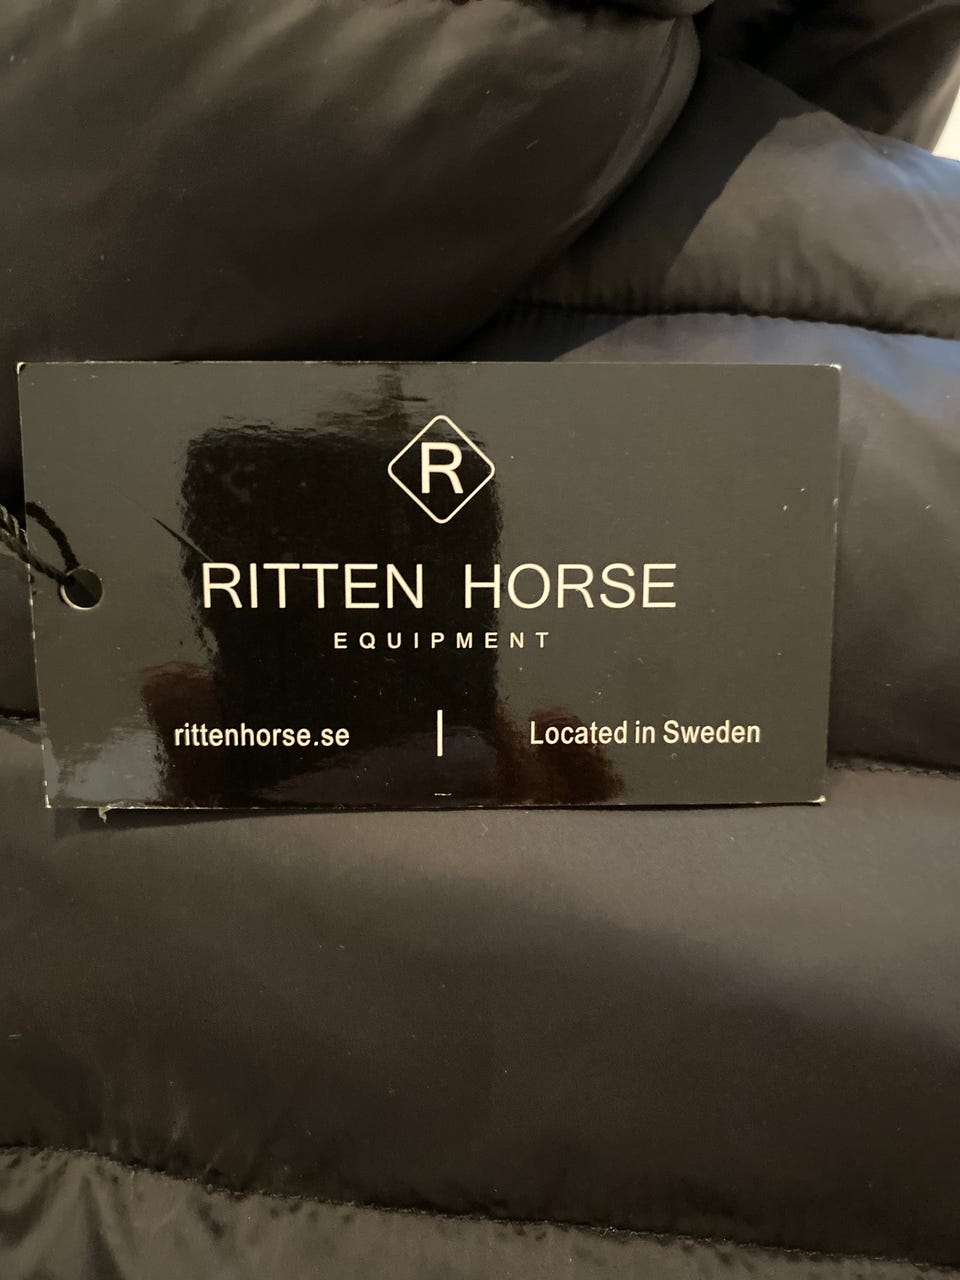 R
RITTEN HORSE
EQUIPMENT
rittenhorse.se | Located in Sweden